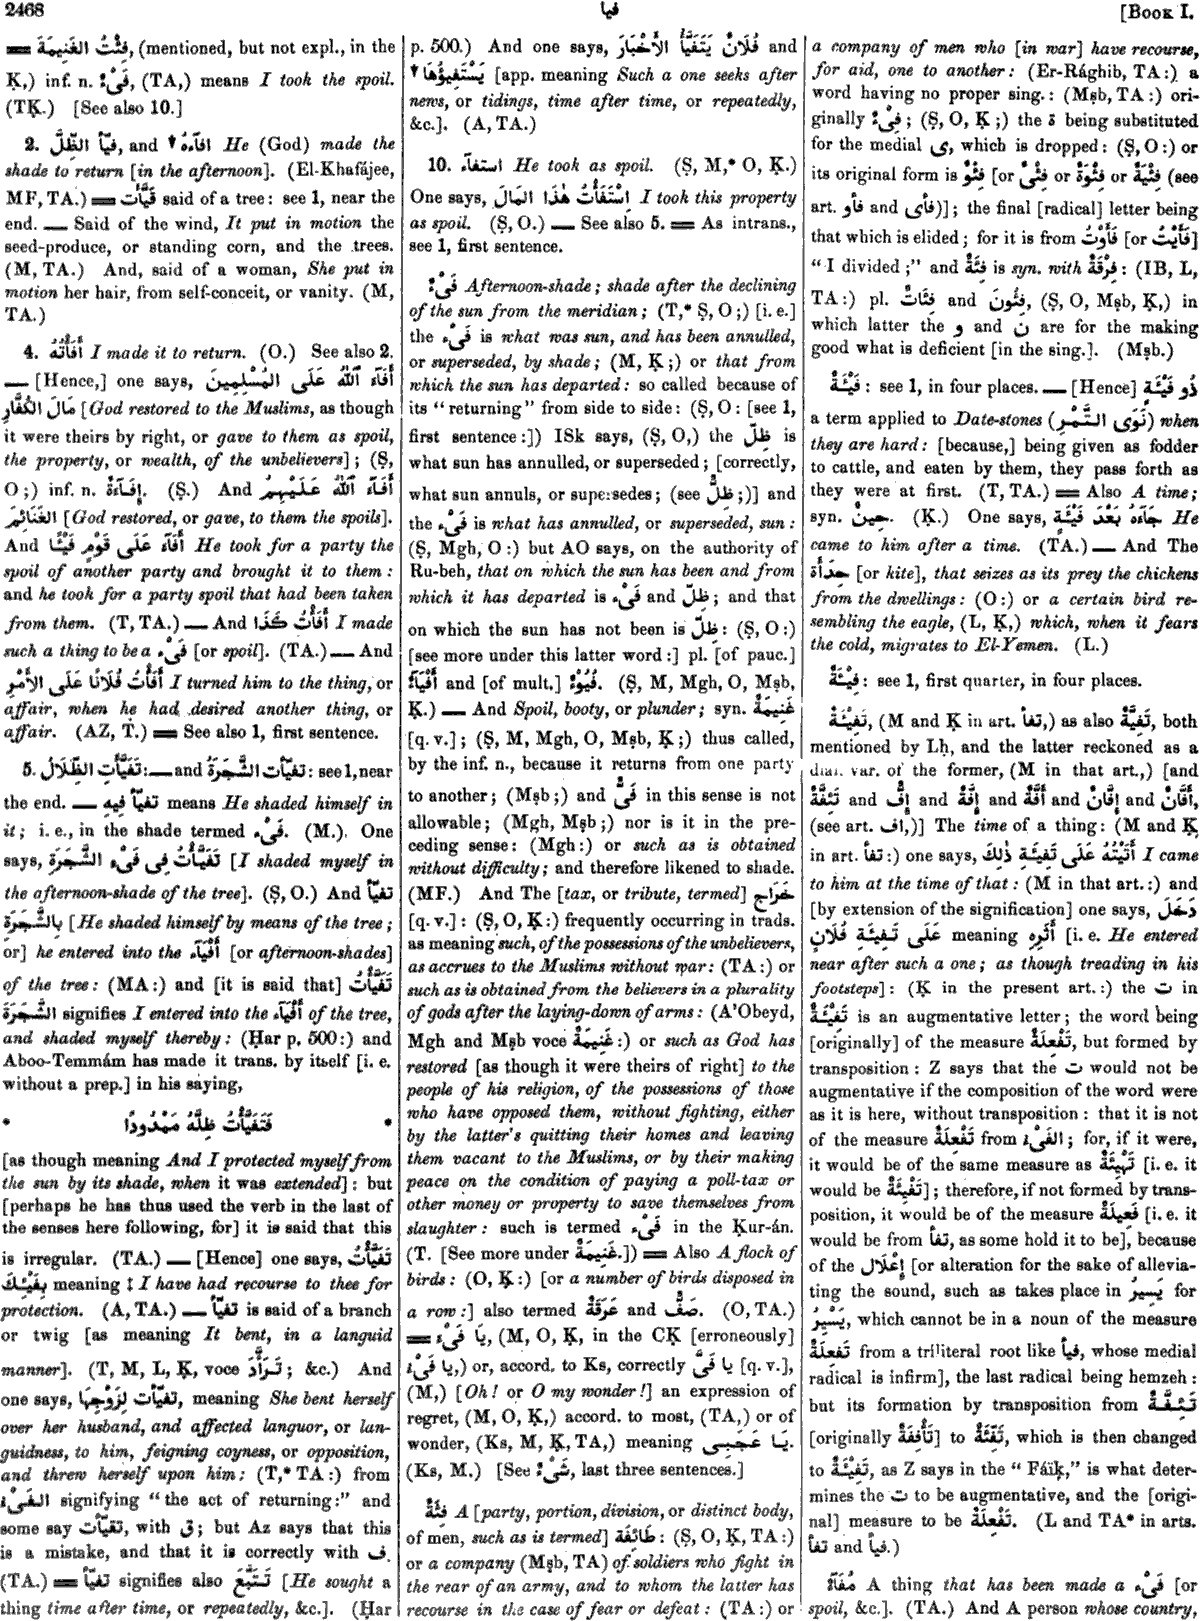 2468
فيأ
[Book I.
‗‗ فِئْتُ الغَنِيمَةَ, (mentioned, but not expl., in the
Ḳ,) inf. n. فَىْءٌ, (TA,) means I took the spoil.
(TḲ.) [See also 10.]
2. فَيَّأَ الظِّلَّ, and ↓ افآءهُ He (God) made the
shade to return [in the afternoon]. (El-Khafájee,
MF, TA.) ‗‗ فَيَّأَتْ said of a tree: see 1, near the
end. — Said of the wind, It put in motion the
seed-produce, or standing corn, and the trees.
(M, TA.) And, said of a woman, She put in
motion her hair, from self-conceit, or vanity. (M,
TA.)
4. أَفَأْتُهُ I made it to return. (O.) See also 2.
— [Hence,] one says, أَفَآءَ ٱللّٰهُ عَلَى المُسْلِمِينَ
مَالَ الكُفَّارِ [God restored to the Muslims, as though
it were theirs by right, or gave to them as spoil,
the property, or wealth, of the unbelievers]; (Ṣ,
O;) inf. n. إِفَآءَةٌ. (Ṣ.) And أَفَآءَ ٱللّٰهُ عَلَيْهِمُ
الغَنَائِمَ [God restored, or gave, to them the spoils].
And أَفَآءَ عَلَى قَوْمٍ فَيْئًا He took for a party the
spoil of another party and brought it to them:
and he took for a party spoil that had been taken
from them. (T, TA.) — And أَفَأْتُ كَذَا I made
such a thing to be a فَىْء [or spoil]. (TA.) — And
أَفَأْتُ فُلَانًا عَلَى الأَمْرِ I turned him to the thing, or
affair, when he had desired another thing, or
affair. (AZ, T.) ‗‗ See also 1, first sentence.
5. تَفَيَّأَتِ الظِّلَالُ:—and تفيّأت الشَّجَرَةُ: see 1, near
the end. — تفيّأ فِيهِ means He shaded himself in
it; i. e., in the shade termed فَىْء. (M.) One
says, تَفَيَّأْتُ فِى فَىْءِ الشَّجَرَةِ [I shaded myself in
the afternoon-shade of the tree]. (Ṣ, O.) And تفيّأ
بِالشَّجَرَةِ [He shaded himself by means of the tree;
or] he entered into the أَفْيَآء [or afternoon-shades]
of the tree: (MA:) and [it is said that] تَفَيَّأْتُ
الشَّجَرَةَ signifies I entered into the أَفْيَآء of the tree,
and shaded myself thereby: (Ḥar p. 500:) and
Aboo-Temmám has made it trans. by itself [i. e.
without a prep.] in his saying,
* فَتَفَيَّأْتُ ظِلَّهُ مَمْدُودًا *
[as though meaning And I protected myself from
the sun by its shade, when it was extended]: but
[perhaps he has thus used the verb in the last of
the senses here following, for] it is said that this
is irregular. (TA.) — [Hence] one says, تَفَيَّأْتُ
بِفَيْئِكَ meaning ‡ I have had recourse to thee for
protection. (A, TA.) — تفيّأ is said of a branch
or twig [as meaning It bent, in a languid
manner]. (T, M, L, Ḳ, voce تَرَأَّدَ; &c.) And
one says, تفيّأت لِزَوْجِهَا, meaning She bent herself
over her husband, and affected languor, or lan-
guidness, to him, feigning coyness, or opposition,
and threw herself upon him: (T,* TA:) from
الفَىْءُ signifying "the act of returning:" and
some say تقيّأت, with ق; but Az says that this
is a mistake, and that it is correctly with ف.
(TA.) ‗‗ تفيّأ signifies also تَتَبَّعَ [He sought a
thing time after time, or repeatedly, &c.]. (Ḥar
p. 500.) And one says, فُلَانٌ يَتَفَيَّأُ الأَخْبَارَ and
↓ يَسْتَفِيؤُهَا [app. meaning Such a one seeks after
news, or tidings, time after time, or repeatedly,
&c.]. (A, TA.)
10. استفآء He took as spoil. (Ṣ, M,* O, Ḳ.)
One says, اِسْتَفَأْتُ هٰذَا المَالَ I took this property
as spoil. (Ṣ, O.) — See also 5. ‗‗ As intrans.,
see 1, first sentence.
فَىْءٌ Afternoon-shade; shade after the declining
of the sun from the meridian; (T,* Ṣ, O;) [i. e.]
the فَىْء is what was sun, and has been annulled,
or superseded, by shade; (M, Ḳ;) or that from
which the sun has departed: so called because of
its "returning" from side to side: (Ṣ, O: [see 1,
first sentence:]) ISk says, (Ṣ, O,) the ظِلّ is
what sun has annulled, or superseded; [correctly,
what sun annuls, or supersedes; (see ظِلٌّ;)] and
the فَىْء is what has annulled, or superseded, sun:
(Ṣ, Mgh, O:) but AO says, on the authority of
Ru-beh, that on which the sun has been and from
which it has departed is فَىْء and ظِلّ; and that
on which the sun has not been is ظِلّ: (Ṣ, O:)
[see more under this latter word:] pl. [of pauc.]
أَفْيَآءٌ and [of mult.] فُيُوْءٌ. (Ṣ, M, Mgh, O, Mṣb,
Ḳ.) — And Spoil, booty, or plunder; syn. غَنِيمَةٌ
[q. v.]; (Ṣ, M, Mgh, O, Mṣb, Ḳ;) thus called,
by the inf. n., because it returns from one party
to another; (Mṣb;) and فَىٌّ in this sense is not
allowable; (Mgh, Mṣb;) nor is it in the pre-
ceding sense: (Mgh:) or such as is obtained
without difficulty; and therefore likened to shade.
(MF.) And The [tax, or tribute, termed] خَرَاج
[q. v.]: (Ṣ, O, Ḳ:) frequently occurring in trads.
as meaning such, of the possessions of the unbelievers,
as accrues to the Muslims without war: (TA:) or
such as is obtained from the believers in a plurality
of gods after the laying-down of arms: (A'Obeyd,
Mgh and Mṣb voce غَنِيمَةٌ:) or such as God has
restored [as though it were theirs of right] to the
people of his religion, of the possessions of those
who have opposed them, without fighting, either
by the latter's quitting their homes and leaving
them vacant to the Muslims, or by their making
peace on the condition of paying a poll-tax or
other money or property to save themselves from
slaughter: such is termed فَىْء in the Ḳur-án.
(T. [See more under غَنِيمَةٌ.]) ‗‗ Also A flock of
birds: (O, Ḳ:) [or a number of birds disposed in
a row:] also termed عَرَقَةٌ and صَفٌّ. (O, TA.)
‗‗ يَا فَىْءَ, (M, O, Ḳ, in the CḲ [erroneously]
يا فَىْءُ,) or, accord. to Ks, correctly يا فَىَّ [q. v.],
(M,) [Oh! or O my wonder!] an expression of
regret, (M, O, Ḳ,) accord. to most, (TA,) or of
wonder, (Ks, M, Ḳ, TA,) meaning يَا عَجَبِى.
(Ks, M.) [See شَىْءٌ, last three sentences.]
فِئَةٌ A [party, portion, division, or distinct body,
of men, such as is termed] طَائِفَة: (Ṣ, O, Ḳ, TA:)
or a company (Mṣb, TA) of soldiers who fight in
the rear of an army, and to whom the latter has
recourse in the case of fear or defeat: (TA:) or
a company of men who [in war] have recourse,
for aid, one to another: (Er-Rághib, TA:) a
word having no proper sing.: (Mṣb, TA:) ori-
ginally فِىْءٌ; (Ṣ, O, Ḳ;) the ة being substituted
for the medial ى, which is dropped: (Ṣ, O:) or
its original form is فِئْوٌ [or فِئْىٌ or فِئْوَةٌ or فِئْيَةٌ (see
art. فأو and فأى)]; the final [radical] letter being
that which is elided; for it is from فَأَوْتُ [or فَأَيْتُ]
"I divided;" and فِئَةٌ is syn. with فِرْقَةٌ: (IB, L,
TA:) pl. فِئَاتٌ and فِئُونَ, (Ṣ, O, Mṣb, Ḳ,) in
which latter the و and ن are for the making
good what is deficient [in the sing.]. (Mṣb.)
فَيْئَةٌ: see 1, in four places. — [Hence] ذُو فَيْئَةٍ
a term applied to Date-stones (نَوَى التَّمْر) when
they are hard: [because,] being given as fodder
to cattle, and eaten by them, they pass forth as
they were at first. (T, TA.) ‗‗ Also A time;
syn. حِينٌ. (Ḳ.) One says, جَآءَهُ بَعْدَ فَيْئَةٍ He
came to him after a time. (TA.) — And The
حِدَأَة [or kite], that seizes as its prey the chickens
from the dwellings: (O:) or a certain bird re-
sembling the eagle, (L, Ḳ,) which, when it fears
the cold, migrates to El-Yemen. (L.)
فِيْئَةٌ: see 1, first quarter, in four places.
تَفِيْئَةٌ, (M and Ḳ in art. تفأ,) as also تَفِيَّةٌ, both
mentioned by Lḥ, and the latter reckoned as a
dial. var. of the former, (M in that art.,) [and
تَئِفَّةٌ and إِفٌّ and إِفَّةٌ and أَفَّةٌ and إِفَّانٌ and أَفَّانٌ,
(see art. اف,)] The time of a thing: (M and Ḳ
in art. تفأ:) one says, أَتَيْتُهُ عَلَى تَفِيْئَةِ ذٰلِكَ I came
to him at the time of that: (M in that art.:) and
[by extension of the signification] one says, دَخَلَ
عَلَى تَفِيْئَةِ فُلَانٍ meaning أَثَرِهِ [i. e. He entered
near after such a one; as though treading in his
footsteps]: (Ḳ in the present art.:) the ت in
تَفِيْئَةٌ is an augmentative letter; the word being
[originally] of the measure تَفْعِلَةٌ, but formed by
transposition: Z says that the ت would not be
augmentative if the composition of the word were
as it is here, without transposition: that it is not
of the measure تَفْعِلَةٌ from الفَىْءُ; for, if it were,
it would be of the same measure as تَهْيِئَةٌ [i. e. it
would be تَفْيِئَةٌ]; therefore, if not formed by trans-
position, it would be of the measure فَعِيلَةٌ [i. e. it
would be from تفأ, as some hold it to be], because
of the إِعْلَال [or alteration for the sake of allevia-
ting the sound, such as takes place in يَسِيرُ for
يَسْيِرُ, which cannot be in a noun of the measure
تَفْعِلَةٌ from a triliteral root like فيأ, whose medial
radical is infirm], the last radical being hemzeh:
but its formation by transposition from تَئِفَّةٌ
[originally تَأْفِفَةٌ] to تَفِئَّةٌ, which is then changed
to تَفِيْئَةٌ, as Z says in the "Fáïḳ," is what deter-
mines the ت to be augmentative, and the [origi-
nal] measure to be تَفْعِلَةٌ. (L and TA* in arts.
تفأ and فيأ.)
مُفَآءٌ A thing that has been made a فَىْء [or
spoil, &c.]. (TA.) And A person whose country,